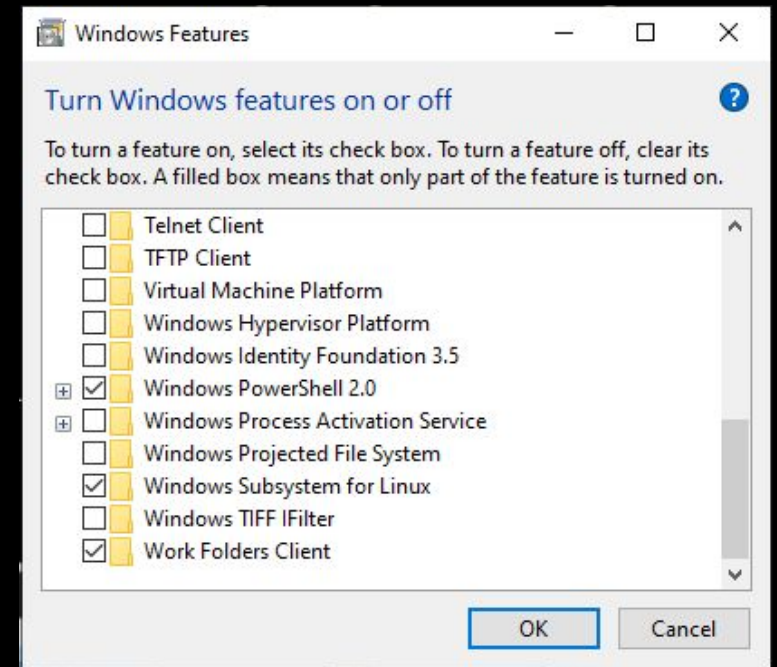 Windows Features
Turn Windows features on or off
To turn a feature on, select its check box. To turn a feature off, clear its
check box. A filled box means that only part of the feature is turned on.
Telnet Client
TFTP Client
Virtual Machine Platform
Windows Hypervisor Platform
Windows Identity Foundation 3.5
Windows PowerShell 2.0
Windows Process Activation Service
Windows Projected File System
Windows Subsystem for Linux
Windows TIFF IFilter
Work Folders Client
OK Cancel